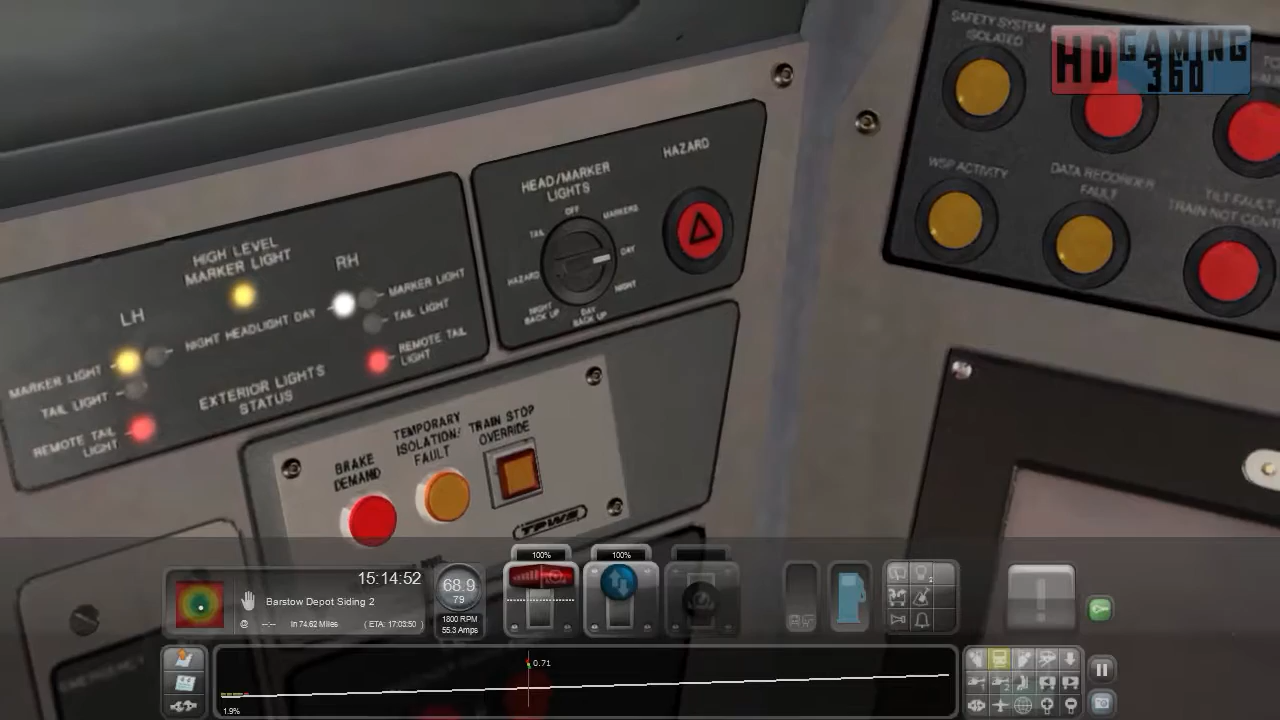 SAFETY SYSTEM
ISOLATED
HD GAMING
360
WSP ACTIVITY
DATA RECORDER
FAULT
TILT FAULT
HEAD/MARKER
LIGHTS
HAZARD
OFF
MARKERS
TAIL
DAY
HAZARD
NIGHT
NIGHT
BACK UP
DAY
BACK UP
HIGH LEVEL
MARKER LIGHT
RH
LH
MARKER LIGHT
TAIL LIGHT
REMOTE TAIL
LIGHT
NIGHT HEADLIGHT DAY
MARKER LIGHT
TAIL LIGHT
REMOTE TAIL
LIGHT
EXTERIOR LIGHTS
STATUS
BRAKE
DEMAND
TEMPORARY
ISOLATION/
FAULT
TRAIN STOP
OVERRIDE
TPWS
15:14:52
Barstow Depot Siding 2
@ --:-- In 74.62 Miles ( ETA: 17:03:50 )
68.9
79
1800 RPM
55.3 Amps
100%
100%
0.71
1.9%